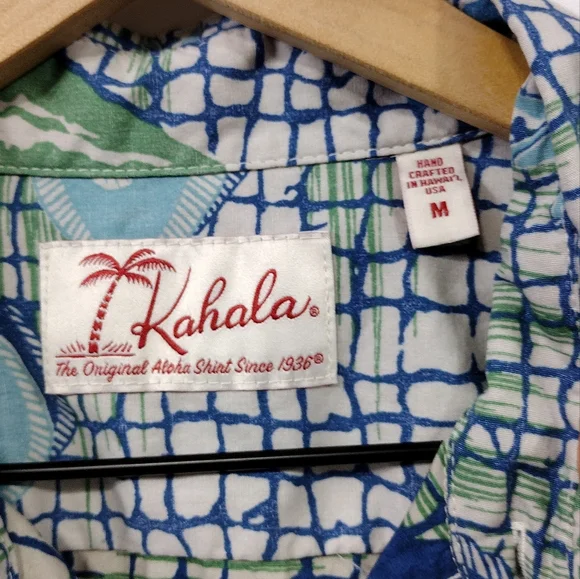 HAND
CRAFTED
IN HAWAI'I,
USA
M
Kahala®
The Original Aloha Shirt Since 1936®